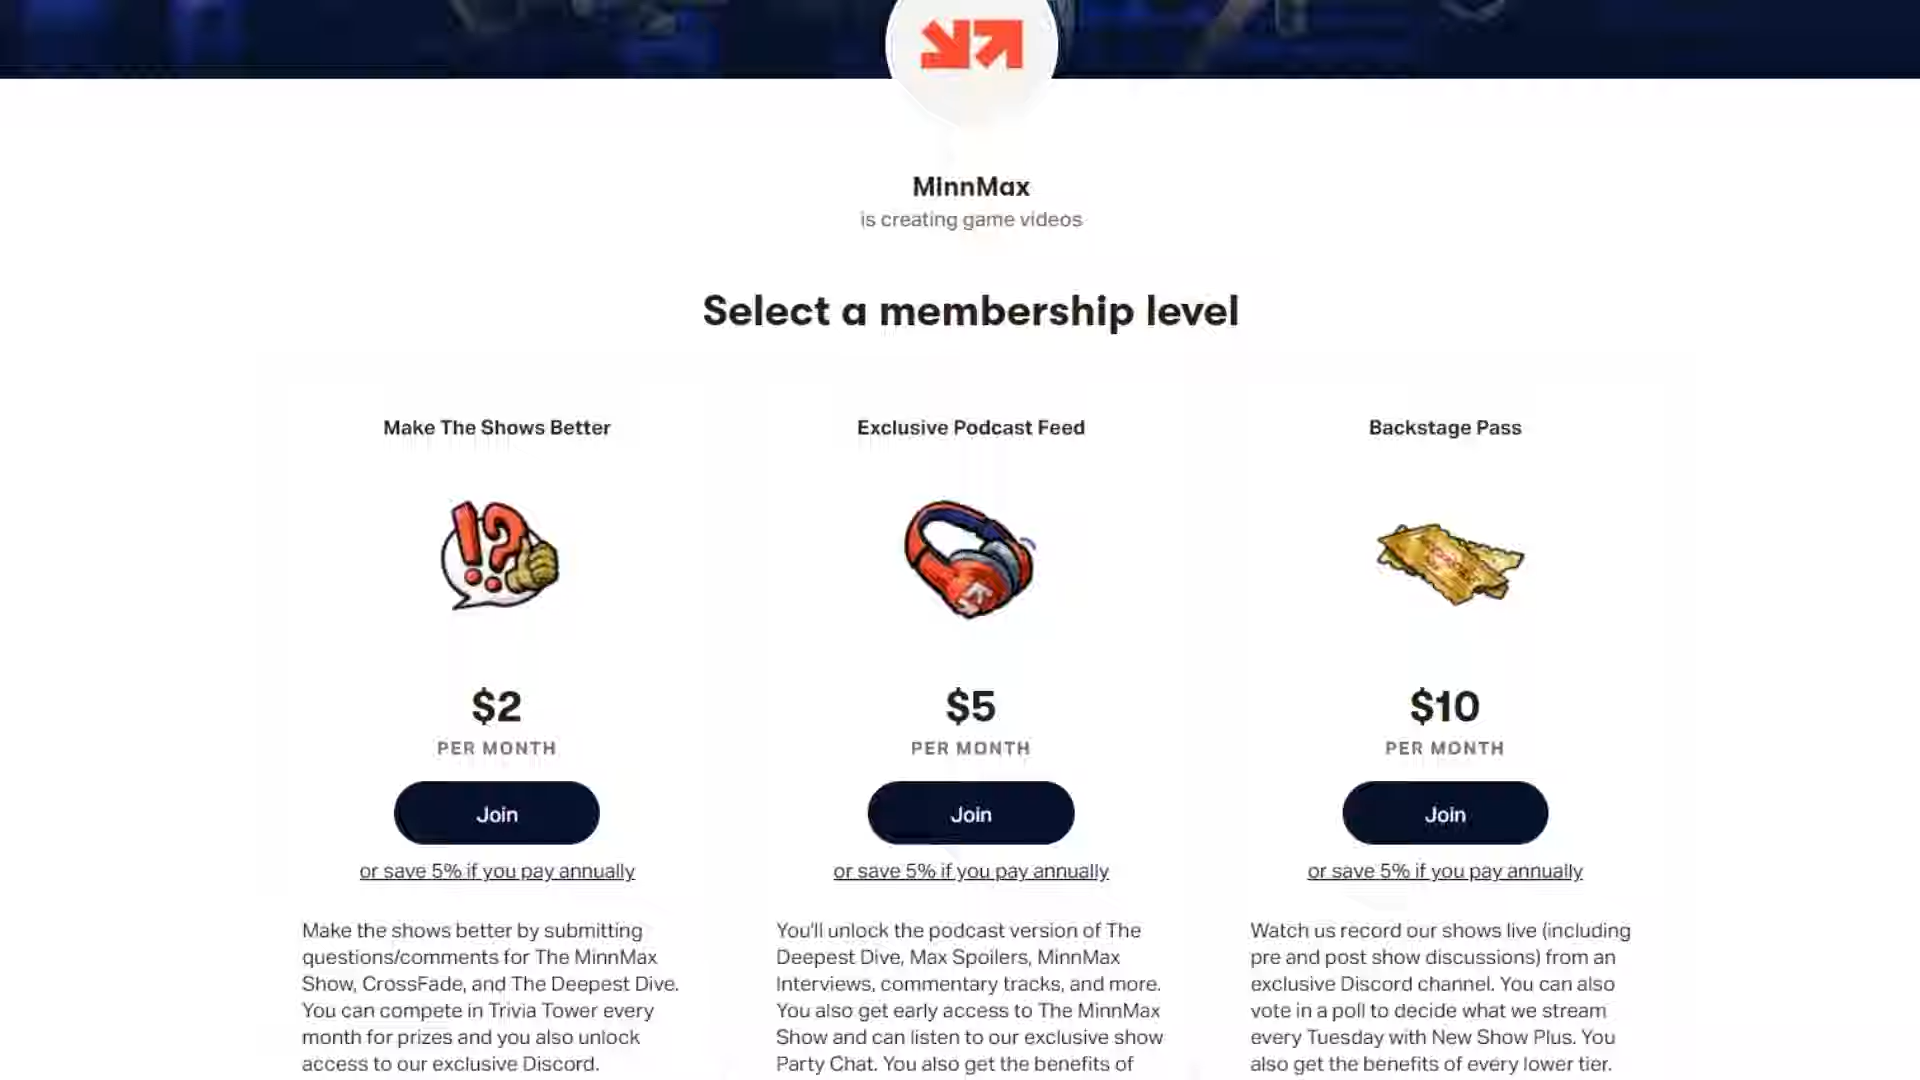 MinnMax
is creating game videos
Select a membership level
Make The Shows Better
$2
PER MONTH
Join
or save 5% if you pay annually
Make the shows better by submitting
questions/comments for The MinnMax
Show, CrossFade, and The Deepest Dive.
You can compete in Trivia Tower every
month for prizes and you also unlock
access to our exclusive Discord.
Exclusive Podcast Feed
$5
PER MONTH
Join
or save 5% if you pay annually
You'll unlock the podcast version of The
Deepest Dive, Max Spoilers, MinnMax
Interviews, commentary tracks, and more.
You also get early access to The MinnMax
Show and can listen to our exclusive show
Party Chat. You also get the benefits of
Backstage Pass
$10
PER MONTH
Join
or save 5% if you pay annually
Watch us record our shows live (including
pre and post show discussions) from an
exclusive Discord channel. You can also
vote in a poll to decide what we stream
every Tuesday with New Show Plus. You
also get the benefits of every lower tier.